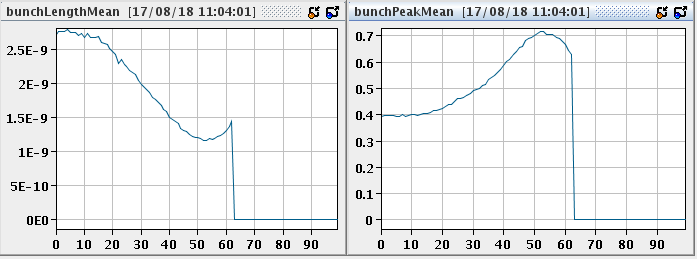 bunchLengthMean [17/08/18 11:04:01]
2.5E-9
2E-9
1.5E-9
1E-9
5E-10
0E0
0 10 20 30 40 50 60 70 80 90
bunchPeakMean [17/08/18 11:04:01]
0.7
0.6
0.5
0.4
0.3
0.2
0.1
0
0 10 20 30 40 50 60 70 80 90